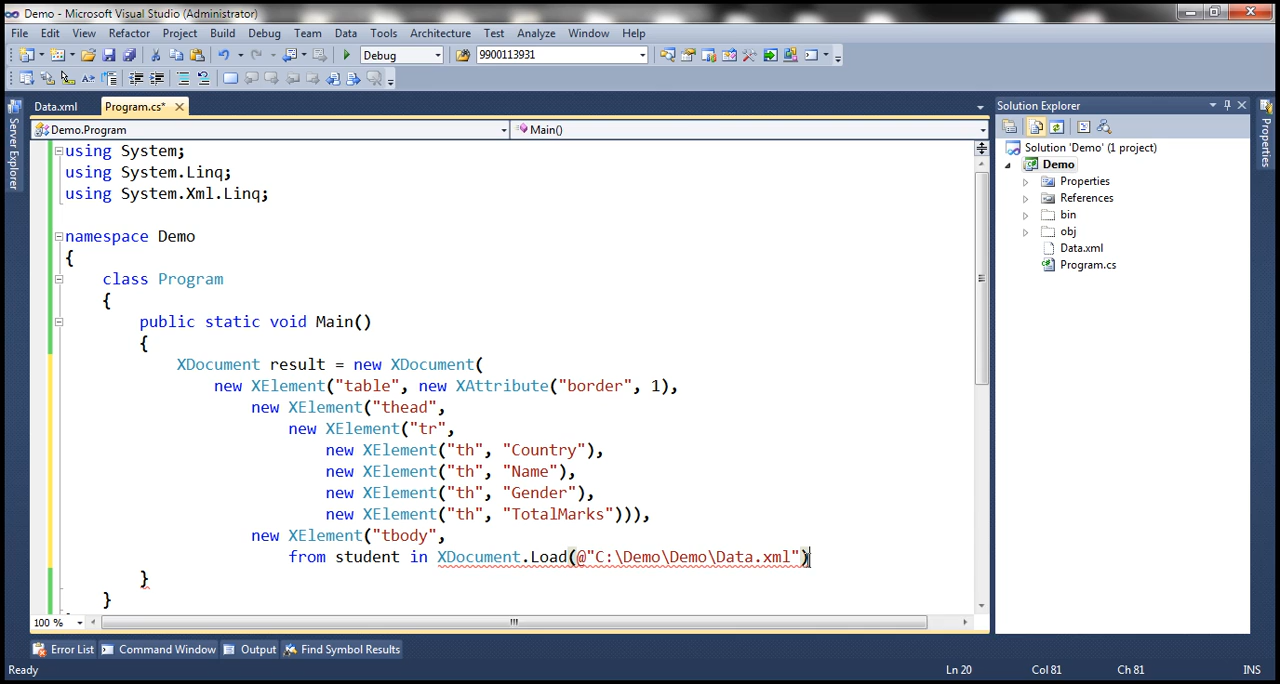 Demo - Microsoft Visual Studio (Administrator)
File Edit View Refactor Project Build Debug Team Data Tools Architecture Test Analyze Window Help
Debug 9900113931
Data.xml Program.cs*
Solution Explorer
Demo.Program Main()
Server Explorer
Properties
using System;
using System.Linq;
using System.Xml.Linq;
namespace Demo
{
class Program
{
public static void Main()
{
XDocument result = new XDocument(
new XElement("table", new XAttribute("border", 1),
new XElement("thead",
new XElement("tr",
new XElement("th", "Country"),
new XElement("th", "Name"),
new XElement("th", "Gender"),
new XElement("th", "TotalMarks"))),
new XElement("tbody",
from student in XDocument.Load(@"C:\Demo\Demo\Data.xml")
}
}
Solution 'Demo' (1 project)
Demo
Properties
References
bin
obj
Data.xml
Program.cs
100 %
Error List Command Window Output Find Symbol Results
Ready Ln 20 Col 81 Ch 81 INS